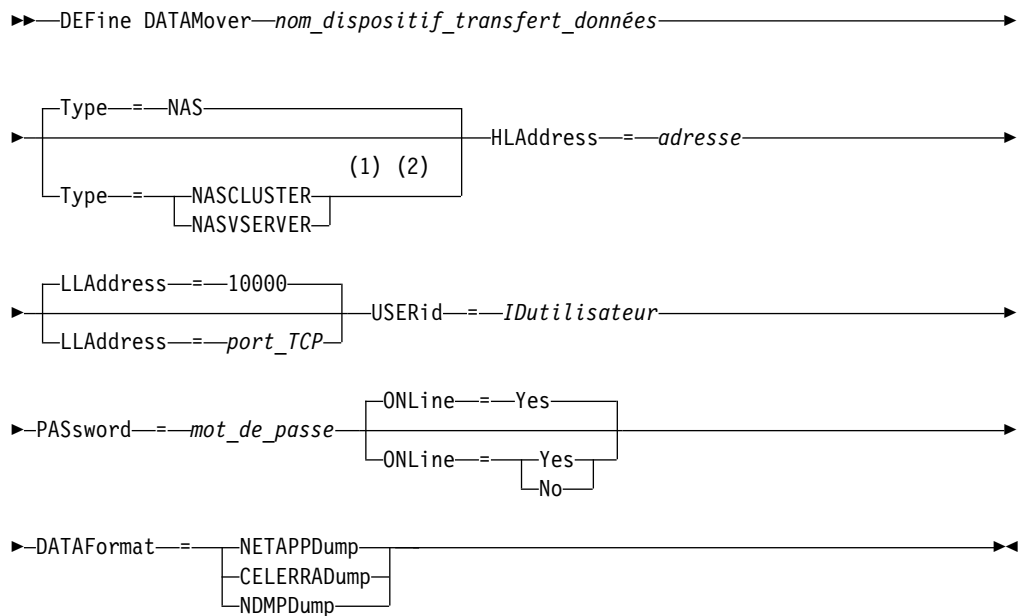 DEFine DATAMover nom_dispositif_transfert_données
Type = NAS
HLAddress = adresse
(1) (2)
Type = NASCLUSTER
NASVSERVER
LLAddress = 10000
USERid = IDutilisateur
LLAddress = port_TCP
ONLine = Yes
PASsword = mot_de_passe
ONLine = Yes
No
DATAFormat = NETAPPDump
CELERRADump
NDMPDump